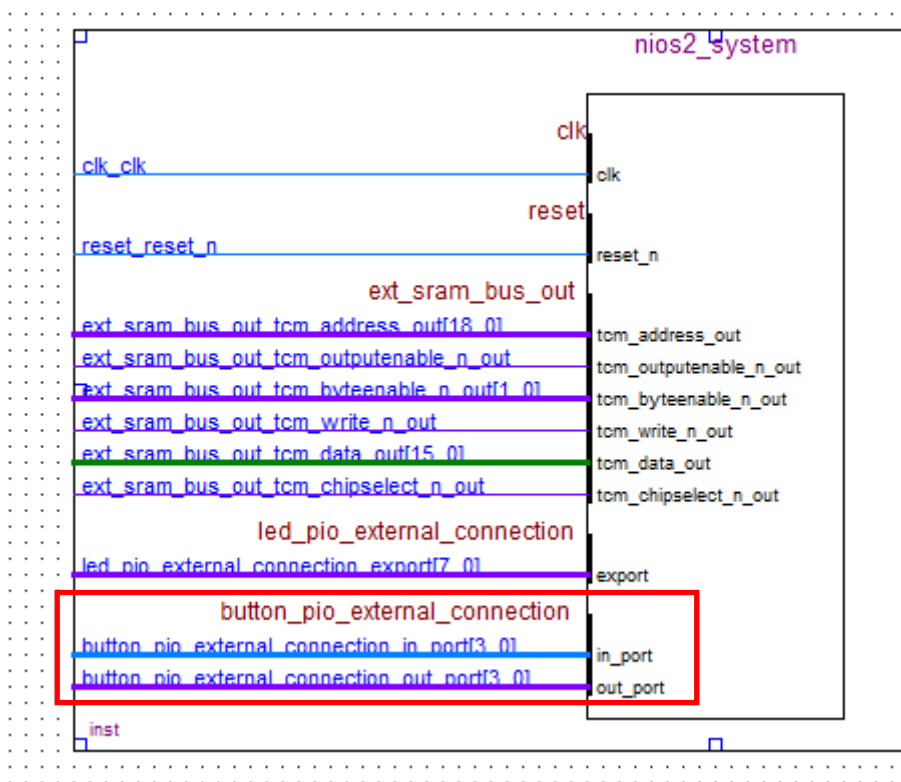 nios2_system
clk
clk_clk
clk
reset
reset_reset_n
reset_n
ext_sram_bus_out
ext_sram_bus_out_tcm_address_out[18..0]
tcm_address_out
ext_sram_bus_out_tcm_outputenable_n_out
tcm_outputenable_n_out
ext_sram_bus_out_tcm_byteenable_n_out[1..0]
tcm_byteenable_n_out
ext_sram_bus_out_tcm_write_n_out
tcm_write_n_out
ext_sram_bus_out_tcm_data_out[15..0]
tcm_data_out
ext_sram_bus_out_tcm_chipselect_n_out
tcm_chipselect_n_out
led_pio_external_connection
led_pio_external_connection_export[7..0]
export
button_pio_external_connection
button_pio_external_connection_in_port[3..0]
in_port
button_pio_external_connection_out_port[3..0]
out_port
inst